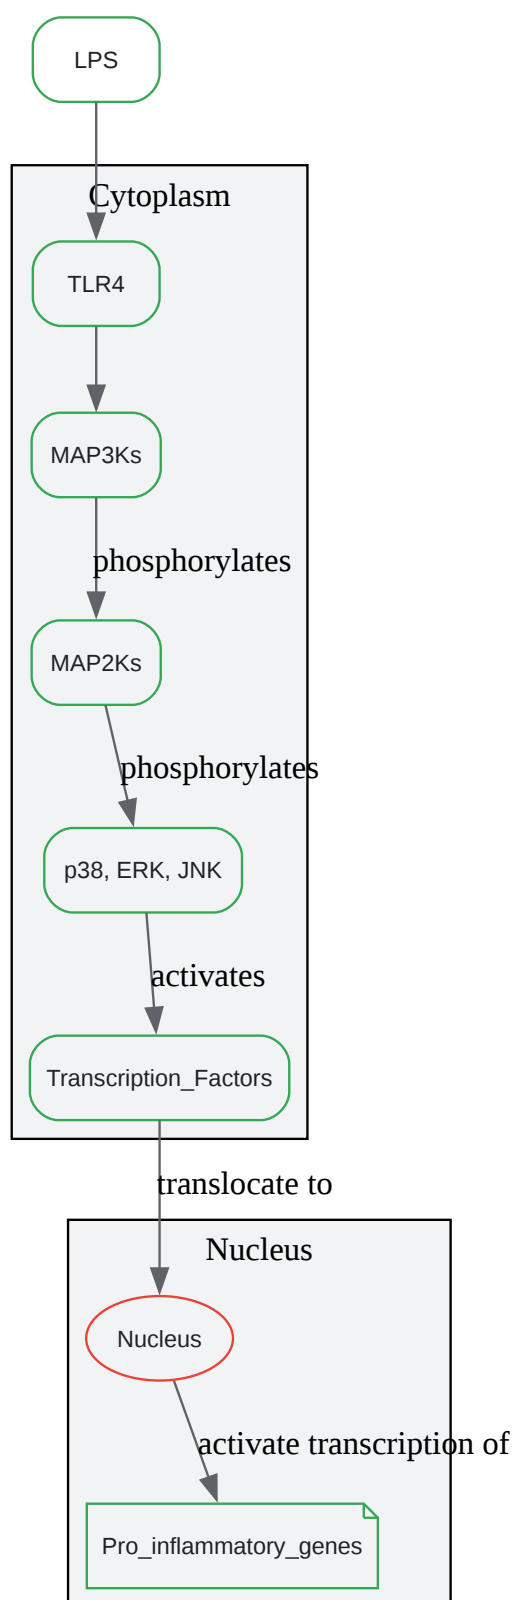 LPS
Cytoplasm
TLR4
MAP3Ks
phosphorylates
MAP2Ks
phosphorylates
p38, ERK, JNK
activates
Transcription_Factors
translocate to
Nucleus
Nucleus
activate transcription of
Pro_inflammatory_genes